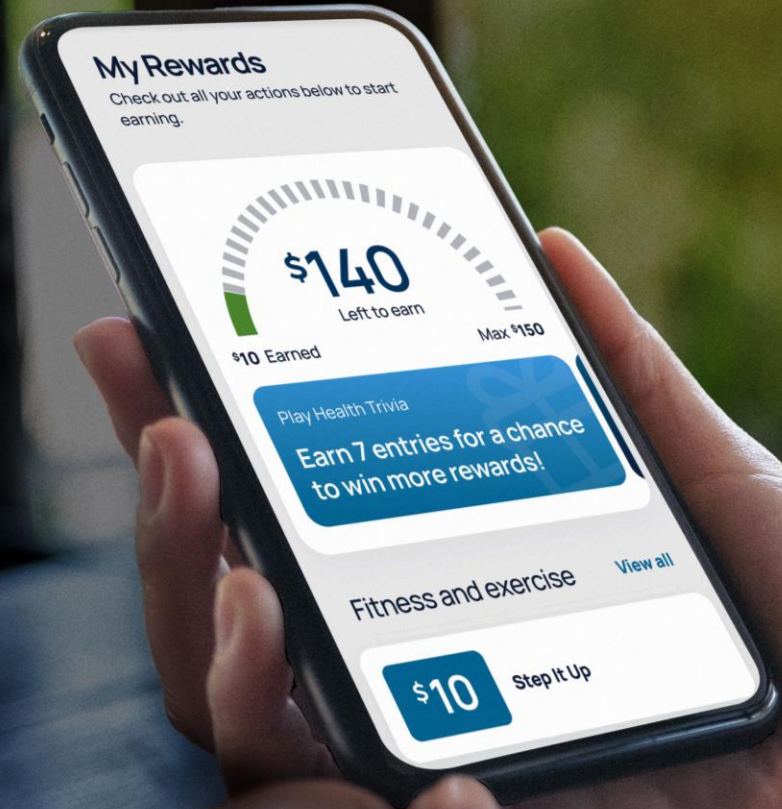 My Rewards
Check out all your actions below to start
earning.
$140
Left to earn
$10 Earned
Max $150
Play Health Trivia
Earn 7 entries for a chance
to win more rewards!
Fitness and exercise
View all
$10
Step It Up